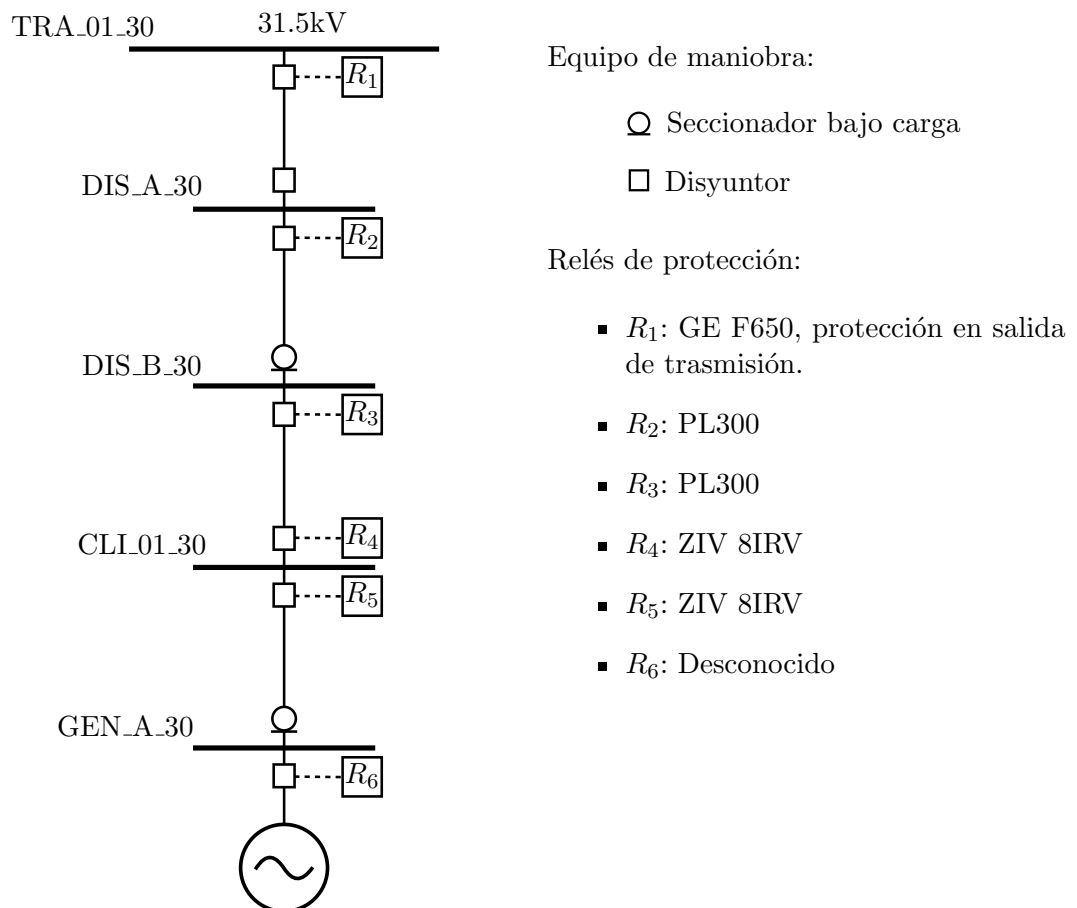 TRA_01_30
31.5kV
R1
DIS_A_30
R2
DIS_B_30
R3
CLI_01_30
R4
R5
GEN_A_30
R6
Equipo de maniobra:
Seccionador bajo carga
Disyuntor
Relés de protección:
▪ R1: GE F650, protección en salida
de trasmisión.
▪ R2: PL300
▪ R3: PL300
▪ R4: ZIV 8IRV
▪ R5: ZIV 8IRV
▪ R6: Desconocido